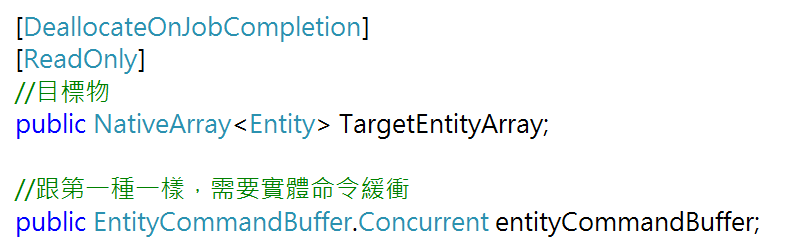 [DeallocateOnJobCompletion]
[ReadOnly]
//目標物
public NativeArray<Entity> TargetEntityArray;
//跟第一種一樣，需要實體命令緩衝
public EntityCommandBuffer.Concurrent entityCommandBuffer;